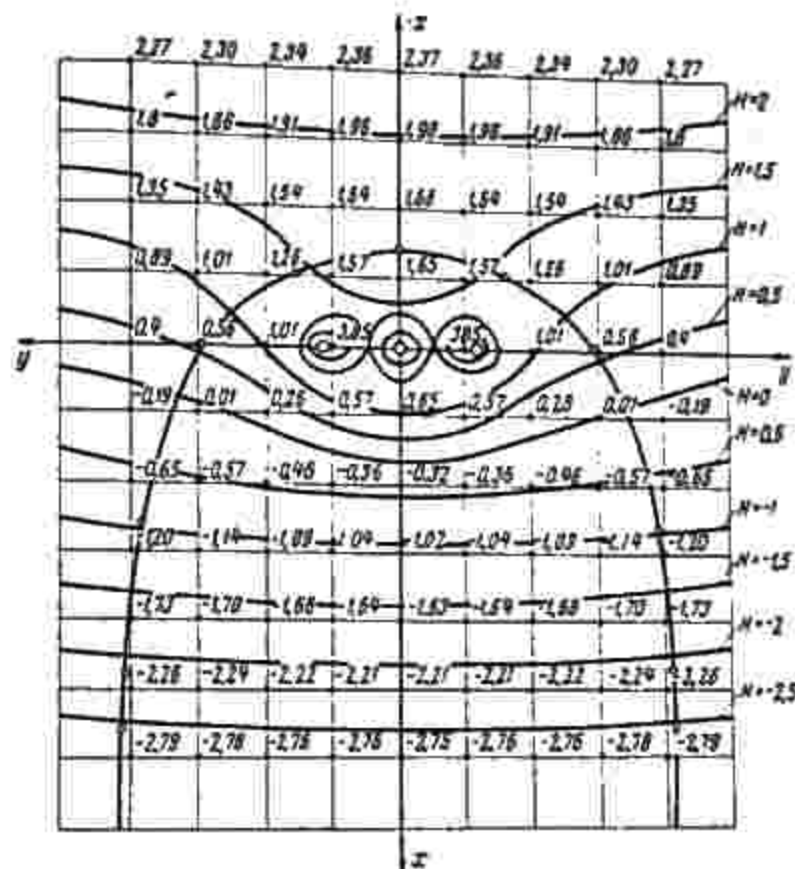 -x
2,27 2,30 2,34 2,36 2,37 2,36 2,34 2,30 2,27
H=2
1,8 1,86 1,91 1,96 1,98 1,96 1,91 1,86 1,8
H=1,5
1,35 1,43 1,54 1,64 1,68 1,54 1,54 1,43 1,35
H=1
0,89 1,01 1,26 1,57 1,65 1,57 1,26 1,01 0,89
H=0,5
0,4 0,56 1,01 3,85 3,85 1,01 0,56 0,4
y y
H=0
-0,19 0,01 0,26 0,57 0,65 0,57 0,28 0,01 -0,19
H=0,5
-0,65 -0,57 -0,46 -0,36 -0,32 -0,36 -0,46 -0,57 -0,65
H=-1
-1,20 -1,14 -1,09 1,04 1,02 -1,04 -1,09 -1,14 -1,20
H=-1,5
-1,73 -1,70 -1,68 -1,64 -1,63 -1,64 -1,68 -1,70 -1,73
H=-2
-2,26 -2,24 -2,22 -2,21 -2,21 -2,21 -2,22 -2,24 -2,26
H=-2,5
-2,79 -2,78 -2,76 -2,76 -2,75 -2,76 -2,76 -2,78 -2,79
x